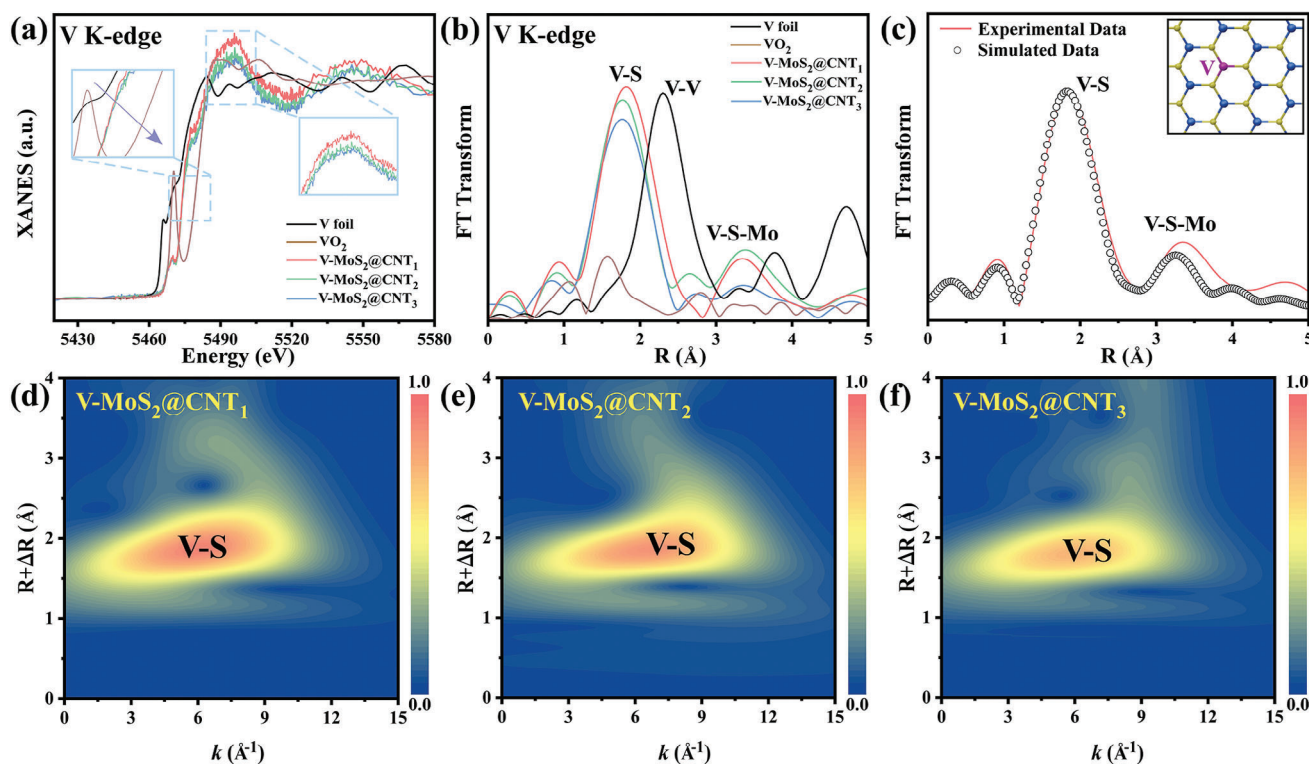 (a)
V K-edge
XANES (a.u.)
V foil
VO2
V-MoS2@CNT1
V-MoS2@CNT2
V-MoS2@CNT3
5430 5460 5490 5520 5550 5580
Energy (eV)
(b)
V K-edge
FT Transform
V-S
V-V
V-S-Mo
V foil
VO2
V-MoS2@CNT1
V-MoS2@CNT2
V-MoS2@CNT3
0 1 2 3 4 5
R (Å)
(c)
FT Transform
Experimental Data
Simulated Data
V
V-S
V-S-Mo
0 1 2 3 4 5
R (Å)
(d)
V-MoS2@CNT1
R+ΔR (Å)
4
3
2
1
0
V-S
1.0
0.0
0 3 6 9 12 15
k (Å-1)
(e)
V-MoS2@CNT2
R+ΔR (Å)
4
3
2
1
0
V-S
1.0
0.0
0 3 6 9 12 15
k (Å-1)
(f)
V-MoS2@CNT3
R+ΔR (Å)
4
3
2
1
0
V-S
1.0
0.0
0 3 6 9 12 15
k (Å-1)